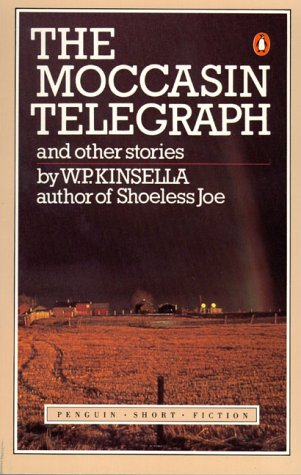 THE
MOCCASIN
TELEGRAPH
and other stories
by W.P. KINSELLA
author of Shoeless Joe
PENGUIN · SHORT · FICTION